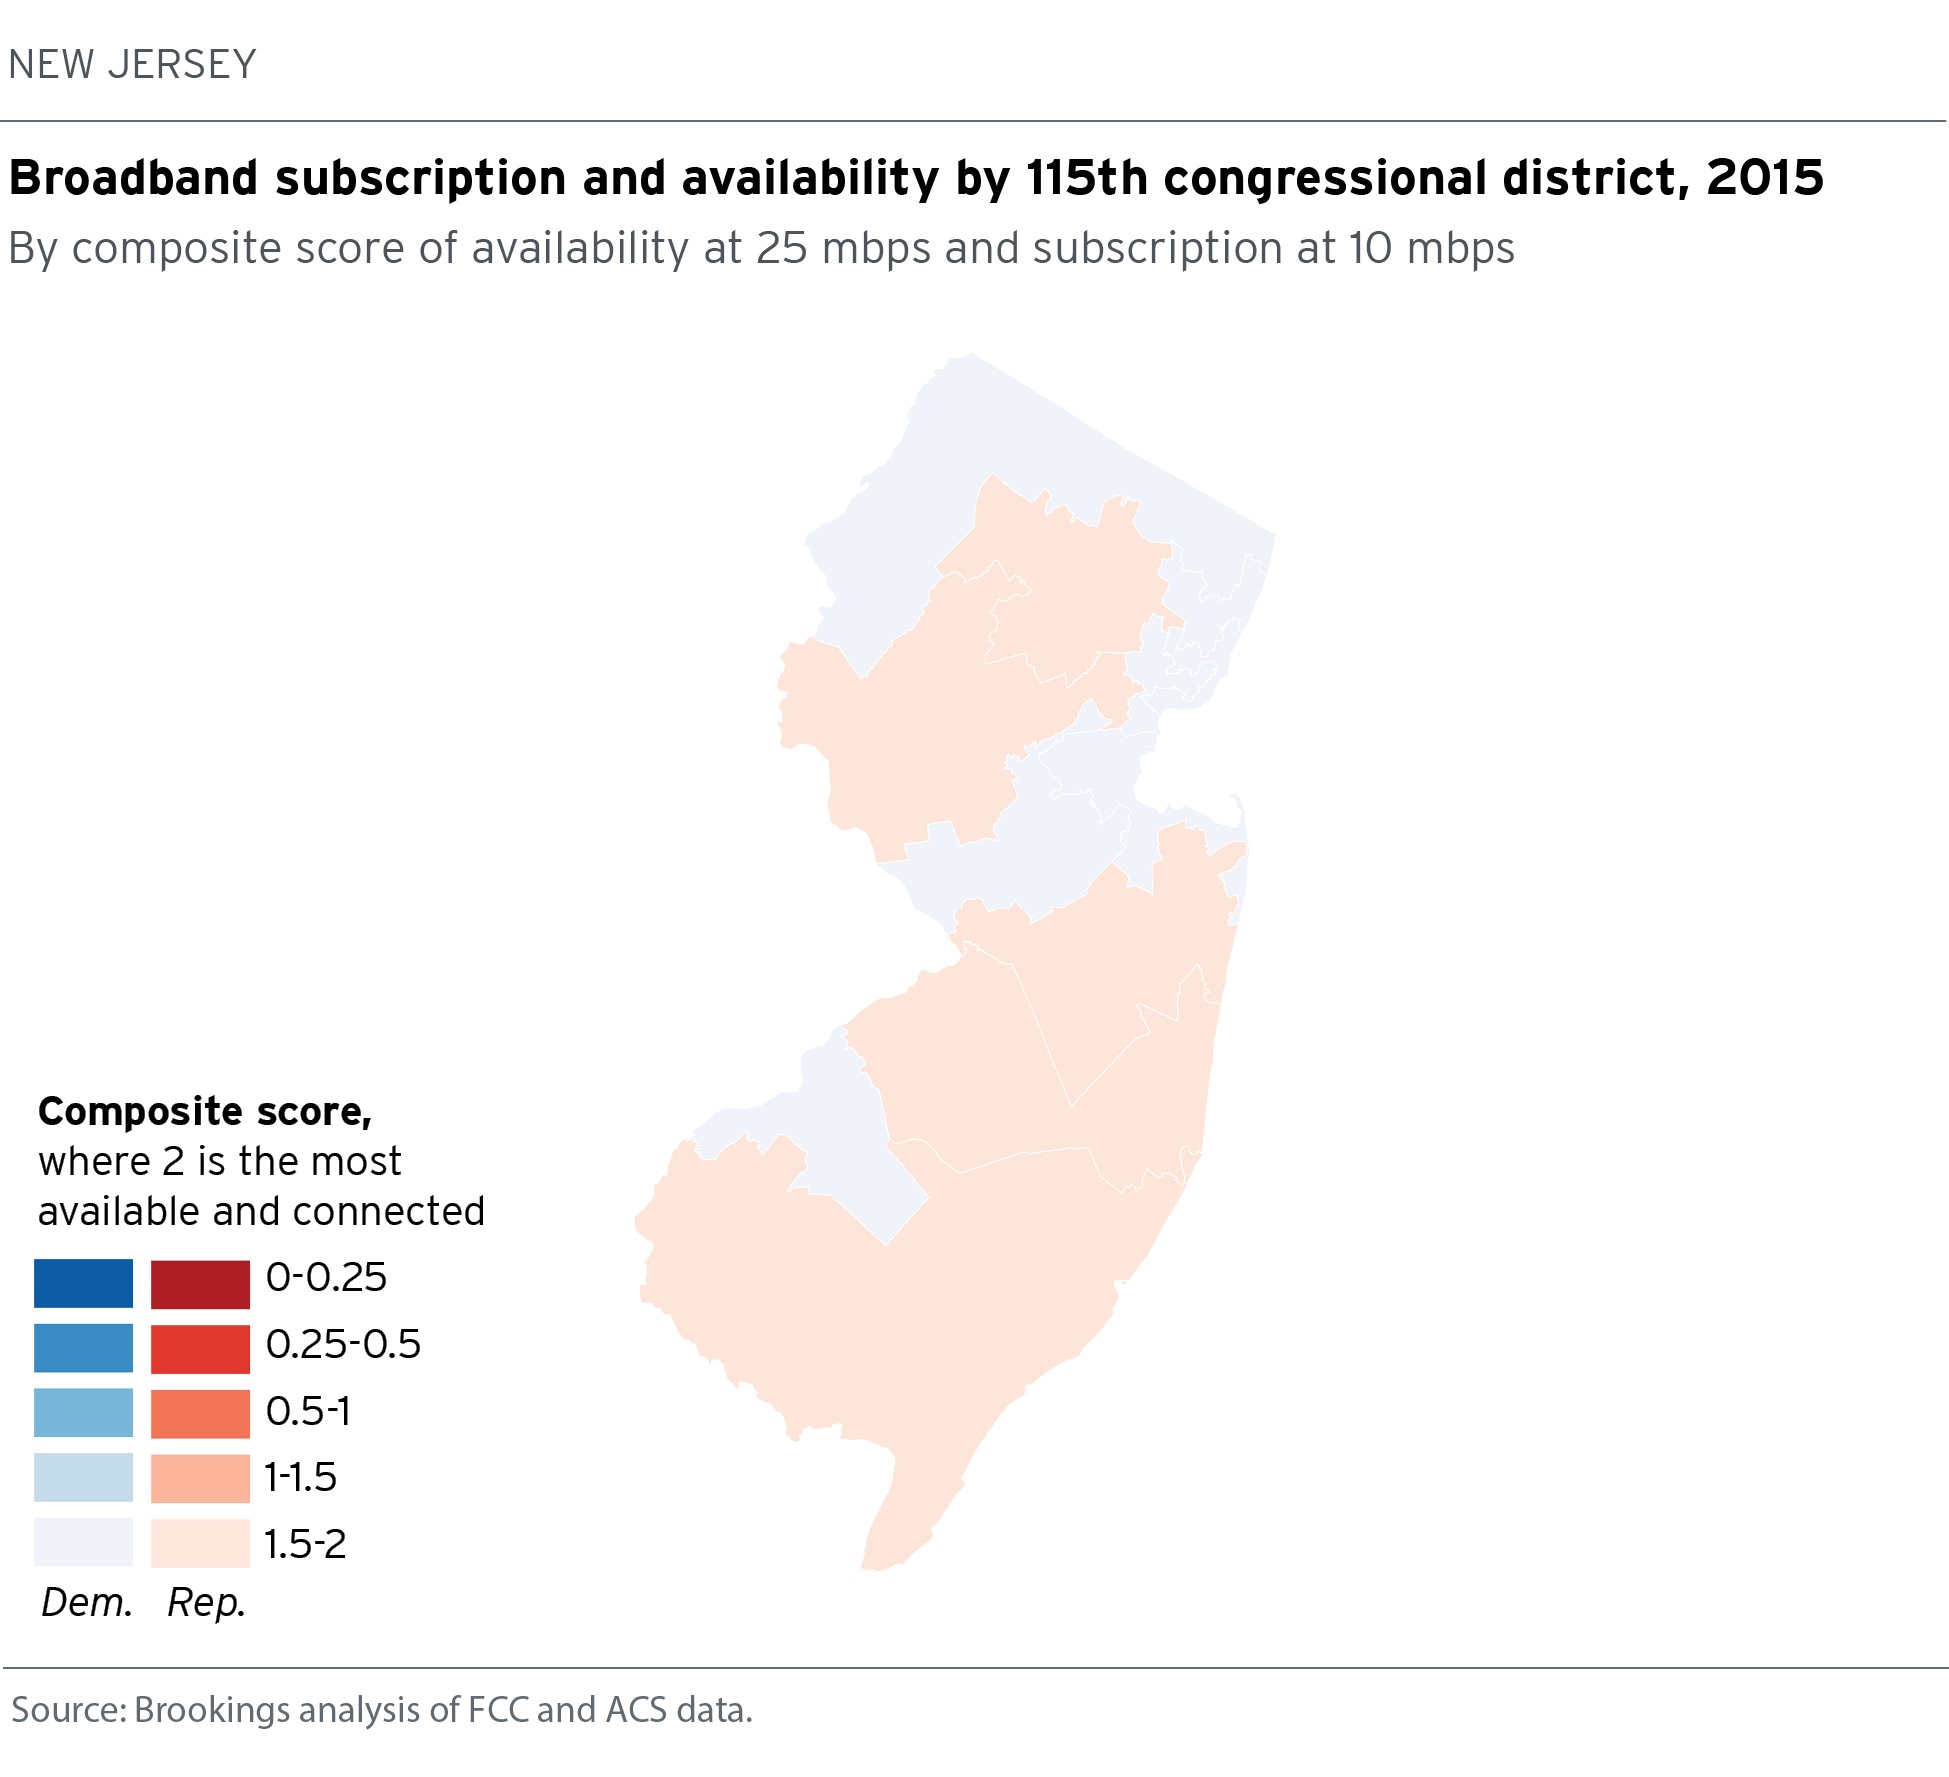 NEW JERSEY
Broadband subscription and availability by 115th congressional district, 2015
By composite score of availability at 25 mbps and subscription at 10 mbps
Composite score,
where 2 is the most
available and connected
0-0.25
0.25-0.5
0.5-1
1-1.5
1.5-2
Dem. Rep.
Source: Brookings analysis of FCC and ACS data.